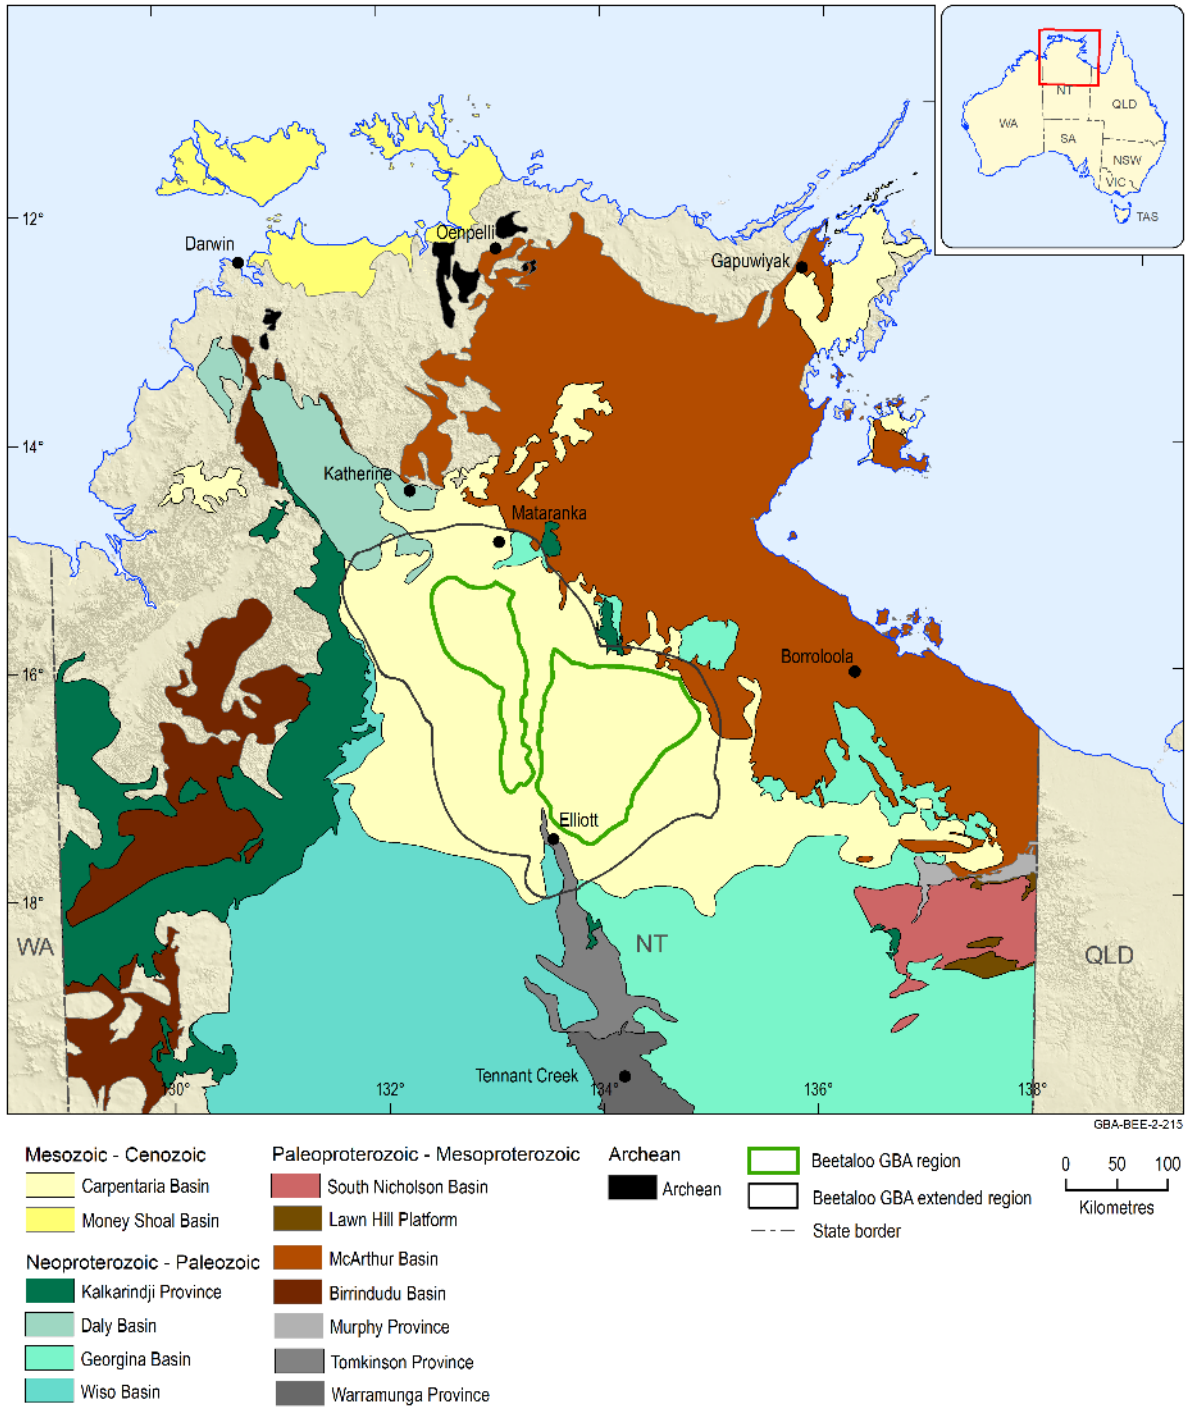 NT
QLD
WA
SA
NSW
VIC
TAS
12°
Darwin
Oenpelli
Gapuwiyak
14°
Katherine
Mataranka
16°
Borroloola
Elliott
18°
WA
NT
QLD
Tennant Creek
130°
132°
134°
136°
138°
GBA-BEE-2-215
Mesozoic - Cenozoic
Carpentaria Basin
Money Shoal Basin
Neoproterozoic - Paleozoic
Kalkarindji Province
Daly Basin
Georgina Basin
Wiso Basin
Paleoproterozoic - Mesoproterozoic
South Nicholson Basin
Lawn Hill Platform
McArthur Basin
Birrindudu Basin
Murphy Province
Tomkinson Province
Warramunga Province
Archean
Archean
Beetaloo GBA region
Beetaloo GBA extended region
State border
0 50 100
Kilometres